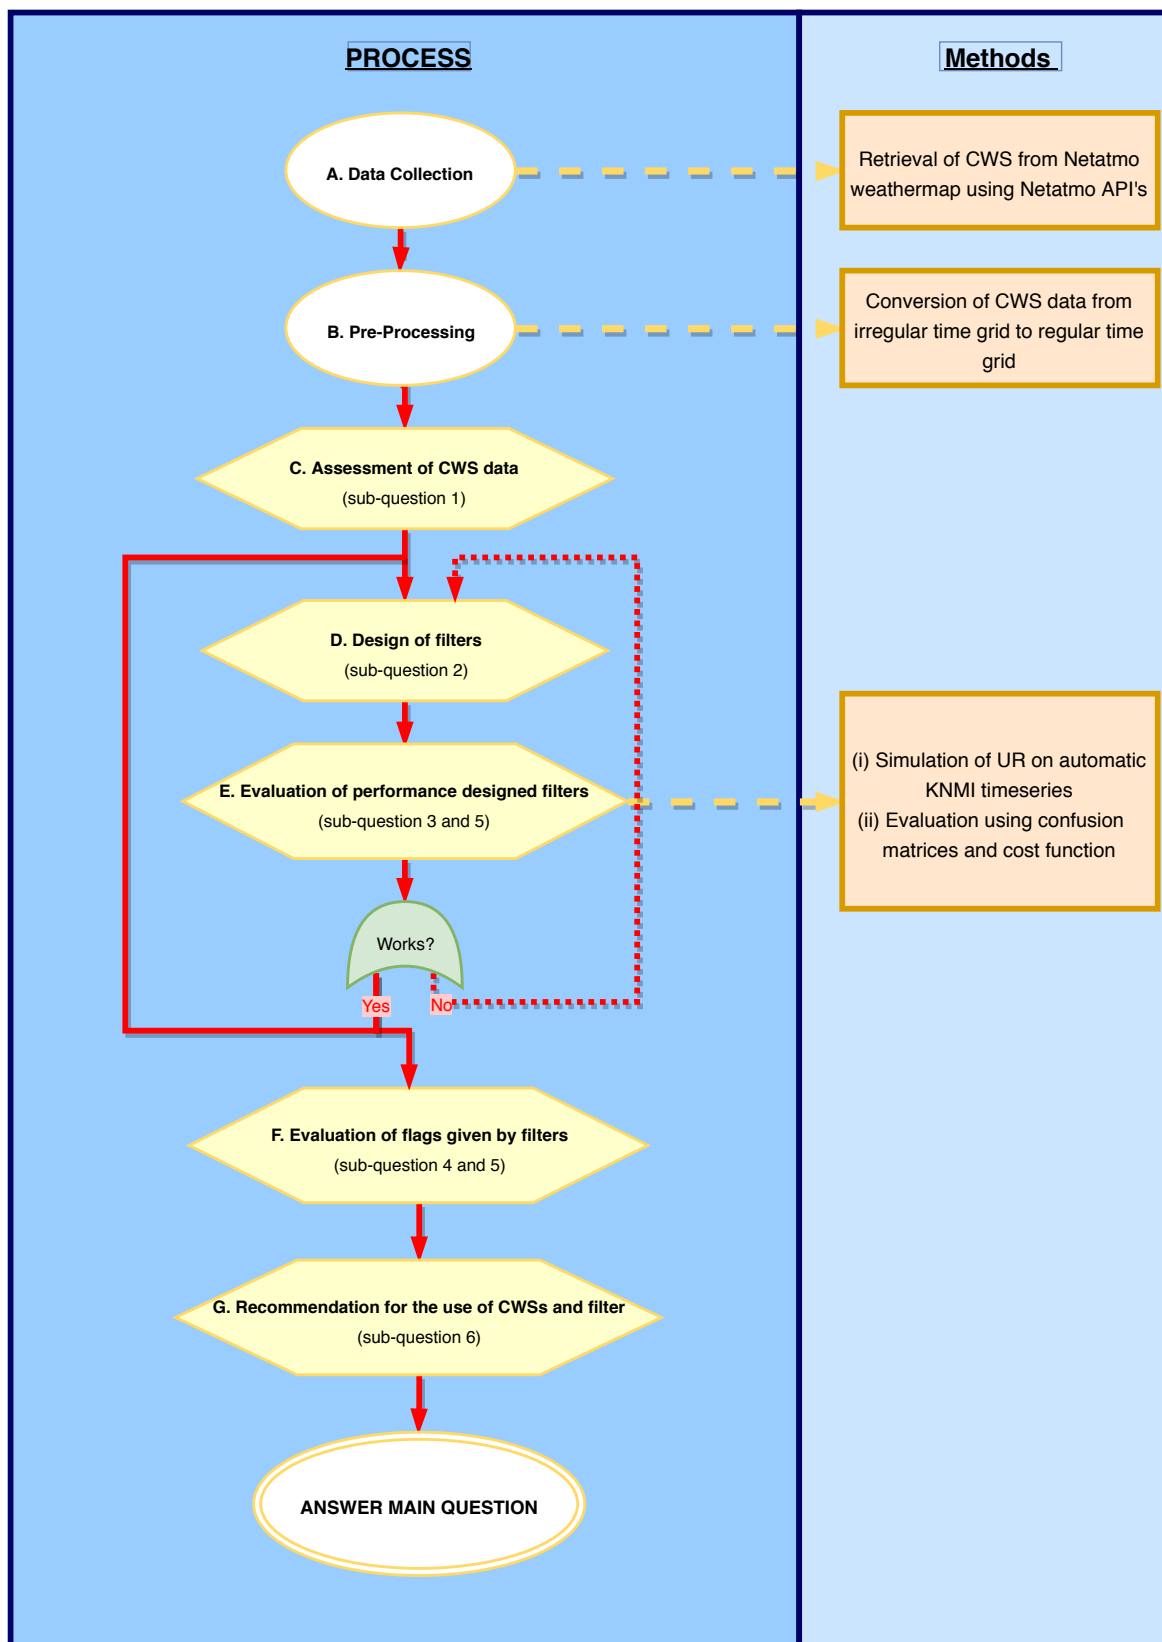 PROCESS
Methods
A. Data Collection
Retrieval of CWS from Netatmo
weathermap using Netatmo API's
B. Pre-Processing
Conversion of CWS data from
irregular time grid to regular time
grid
C. Assessment of CWS data
(sub-question 1)
D. Design of filters
(sub-question 2)
E. Evaluation of performance designed filters
(sub-question 3 and 5)
(i) Simulation of UR on automatic
KNMI timeseries
(ii) Evaluation using confusion
matrices and cost function
Works?
Yes
No
F. Evaluation of flags given by filters
(sub-question 4 and 5)
G. Recommendation for the use of CWSs and filter
(sub-question 6)
ANSWER MAIN QUESTION